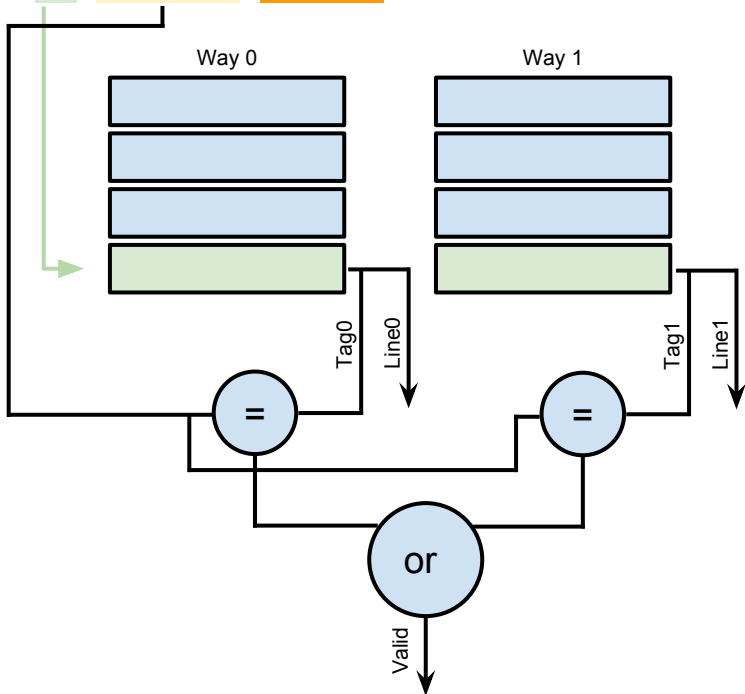 Way 0
Way 1
Tag0
Line0
Tag1
Line1
=
=
or
Valid